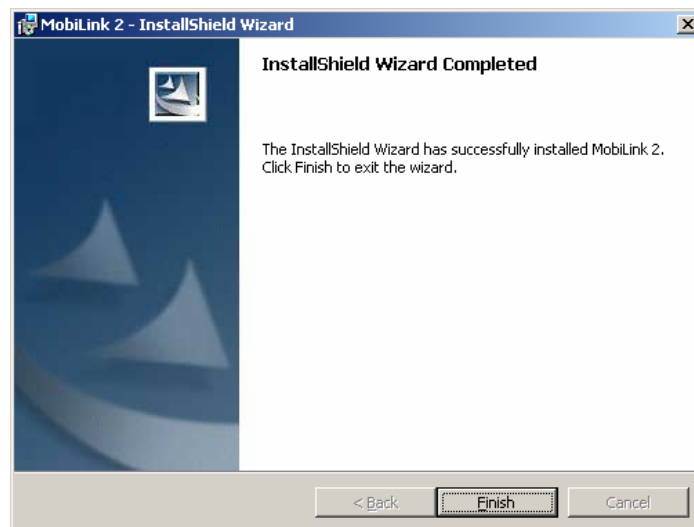 MobiLink 2 - InstallShield Wizard
InstallShield Wizard Completed
The InstallShield Wizard has successfully installed MobiLink 2.
Click Finish to exit the wizard.
< Back Finish Cancel